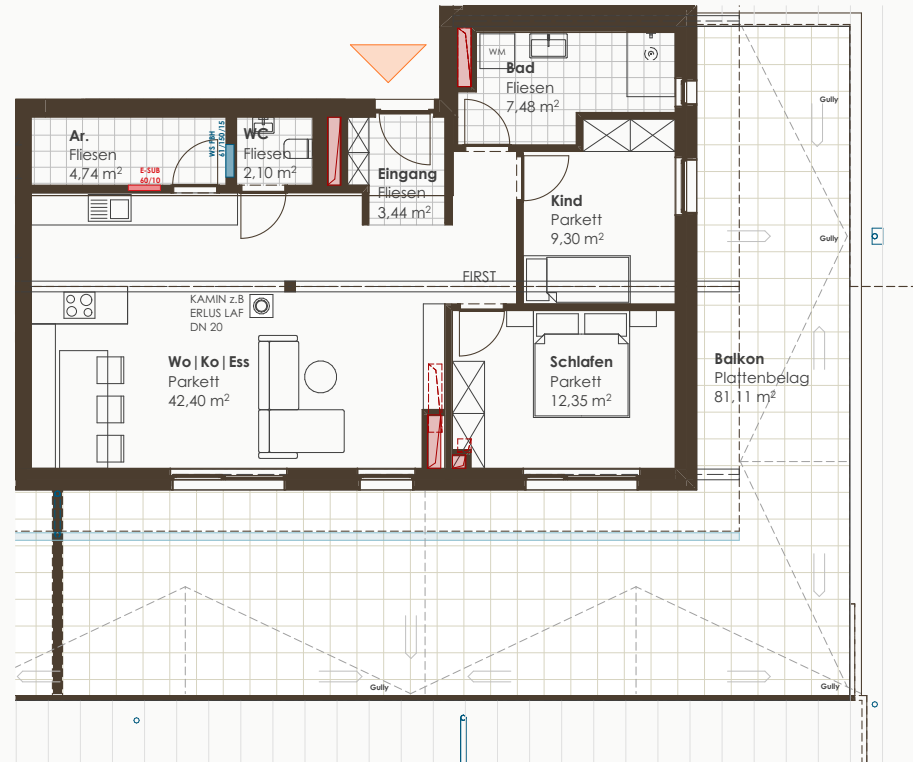 WM
Bad
Fliesen
7,48 m²
Gully
Ar.
Fliesen
4,74 m²
E-SUB
60/10
WC
Fliesen
2,10 m²
Eingang
Fliesen
3,44 m²
Kind
Parkett
9,30 m²
Gully
FIRST
KAMIN z.B
ERLUS LAF
DN 20
Wo|Ko|Ess
Parkett
42,40 m²
Schlafen
Parkett
12,35 m²
Balkon
Plattenbelag
81,11 m²
Gully
Gully